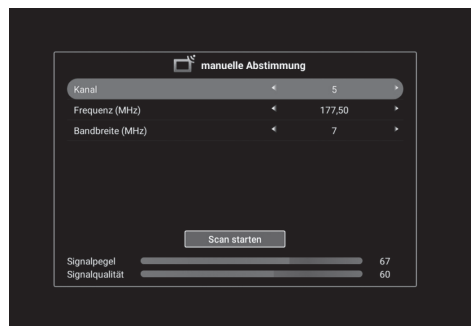 manuelle Abstimmung
Kanal 5
Frequenz (MHz) 177,50
Bandbreite (MHz) 7
Scan starten
Signalpegel 67
Signalqualität 60